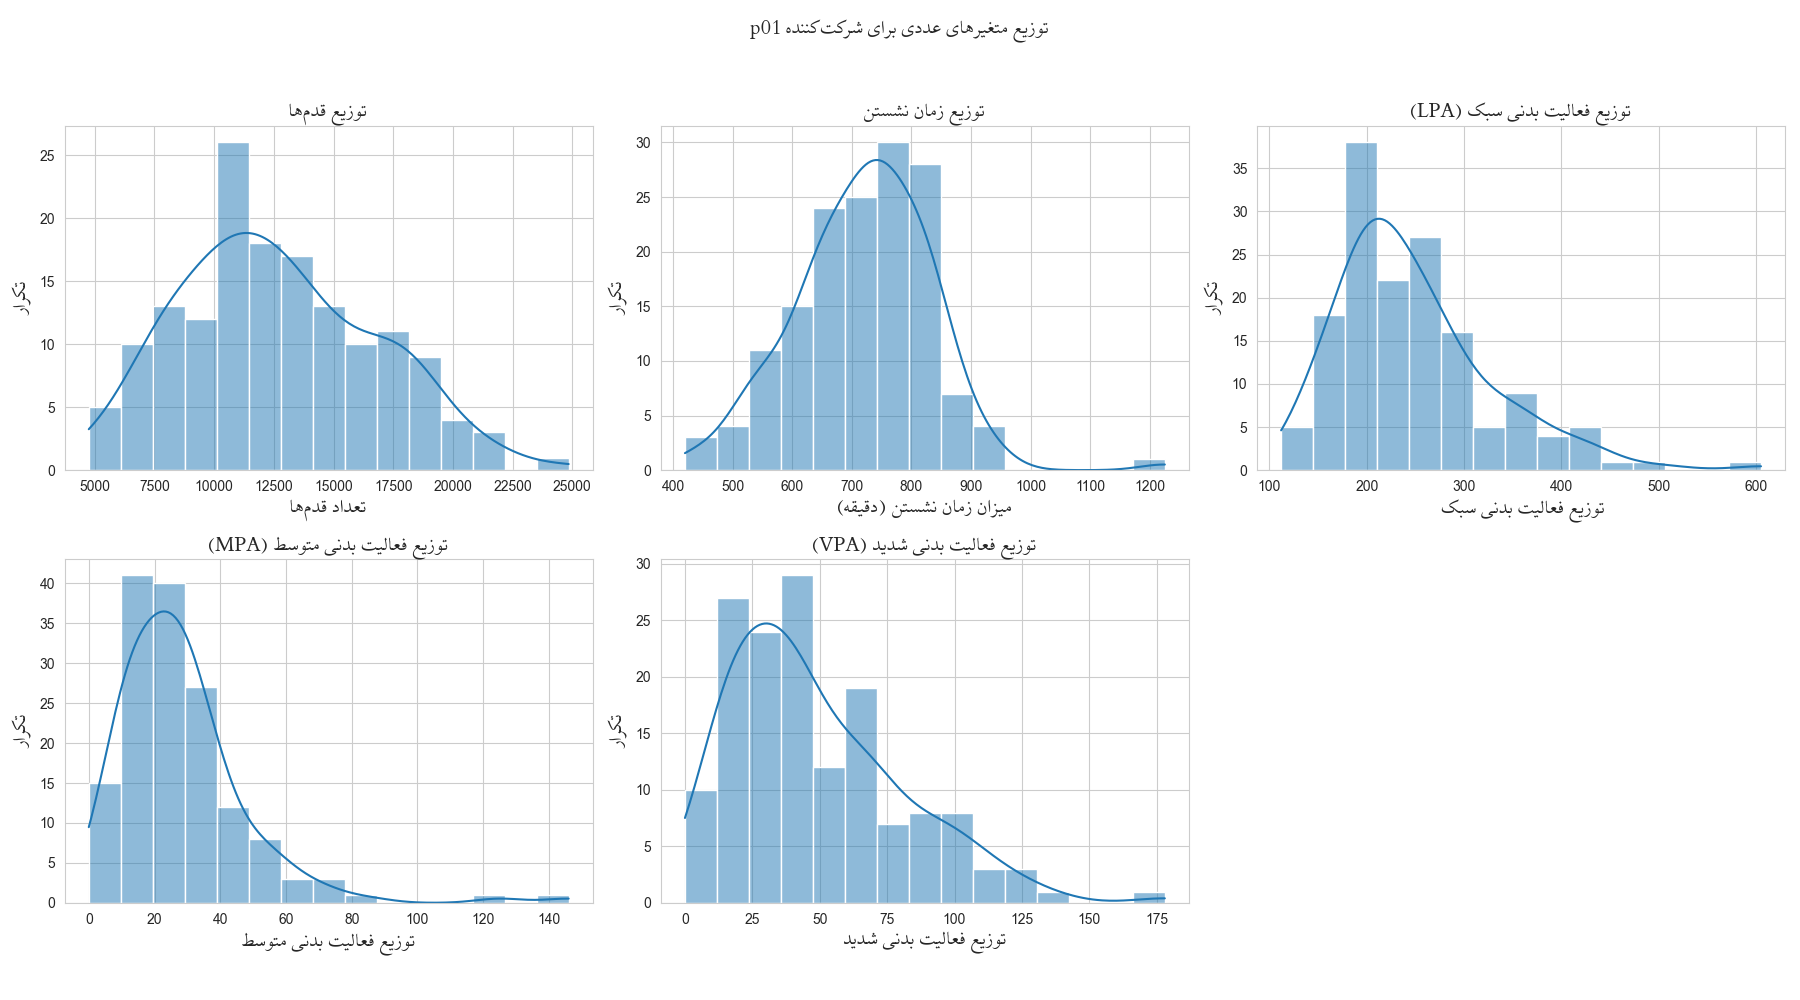 توزیع متغیرهای عددی برای شرکت‌کننده p01
توزیع قدم‌ها
25
20
15
10
5
0
تکرار
5000 7500 10000 12500 15000 17500 20000 22500 25000
تعداد قدم‌ها
توزیع زمان نشستن
30
25
20
15
10
5
0
تکرار
400 500 600 700 800 900 1000 1100 1200
میزان زمان نشستن (دقیقه)
توزیع فعالیت بدنی سبک (LPA)
35
30
25
20
15
10
5
0
تکرار
100 200 300 400 500 600
توزیع فعالیت بدنی سبک
توزیع فعالیت بدنی متوسط (MPA)
40
35
30
25
20
15
10
5
0
تکرار
0 20 40 60 80 100 120 140
توزیع فعالیت بدنی متوسط
توزیع فعالیت بدنی شدید (VPA)
30
25
20
15
10
5
0
تکرار
0 25 50 75 100 125 150 175
توزیع فعالیت بدنی شدید